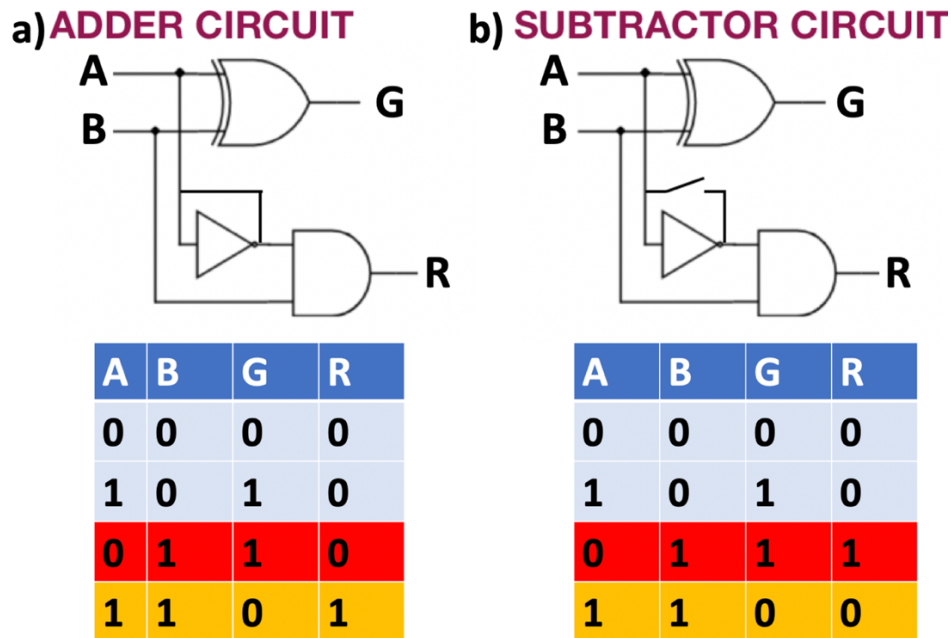 a) ADDER CIRCUIT
A
B
G
R
A B G R
0 0 0 0
1 0 1 0
0 1 1 0
1 1 0 1
b) SUBTRACTOR CIRCUIT
A
B
G
R
A B G R
0 0 0 0
1 0 1 0
0 1 1 1
1 1 0 0